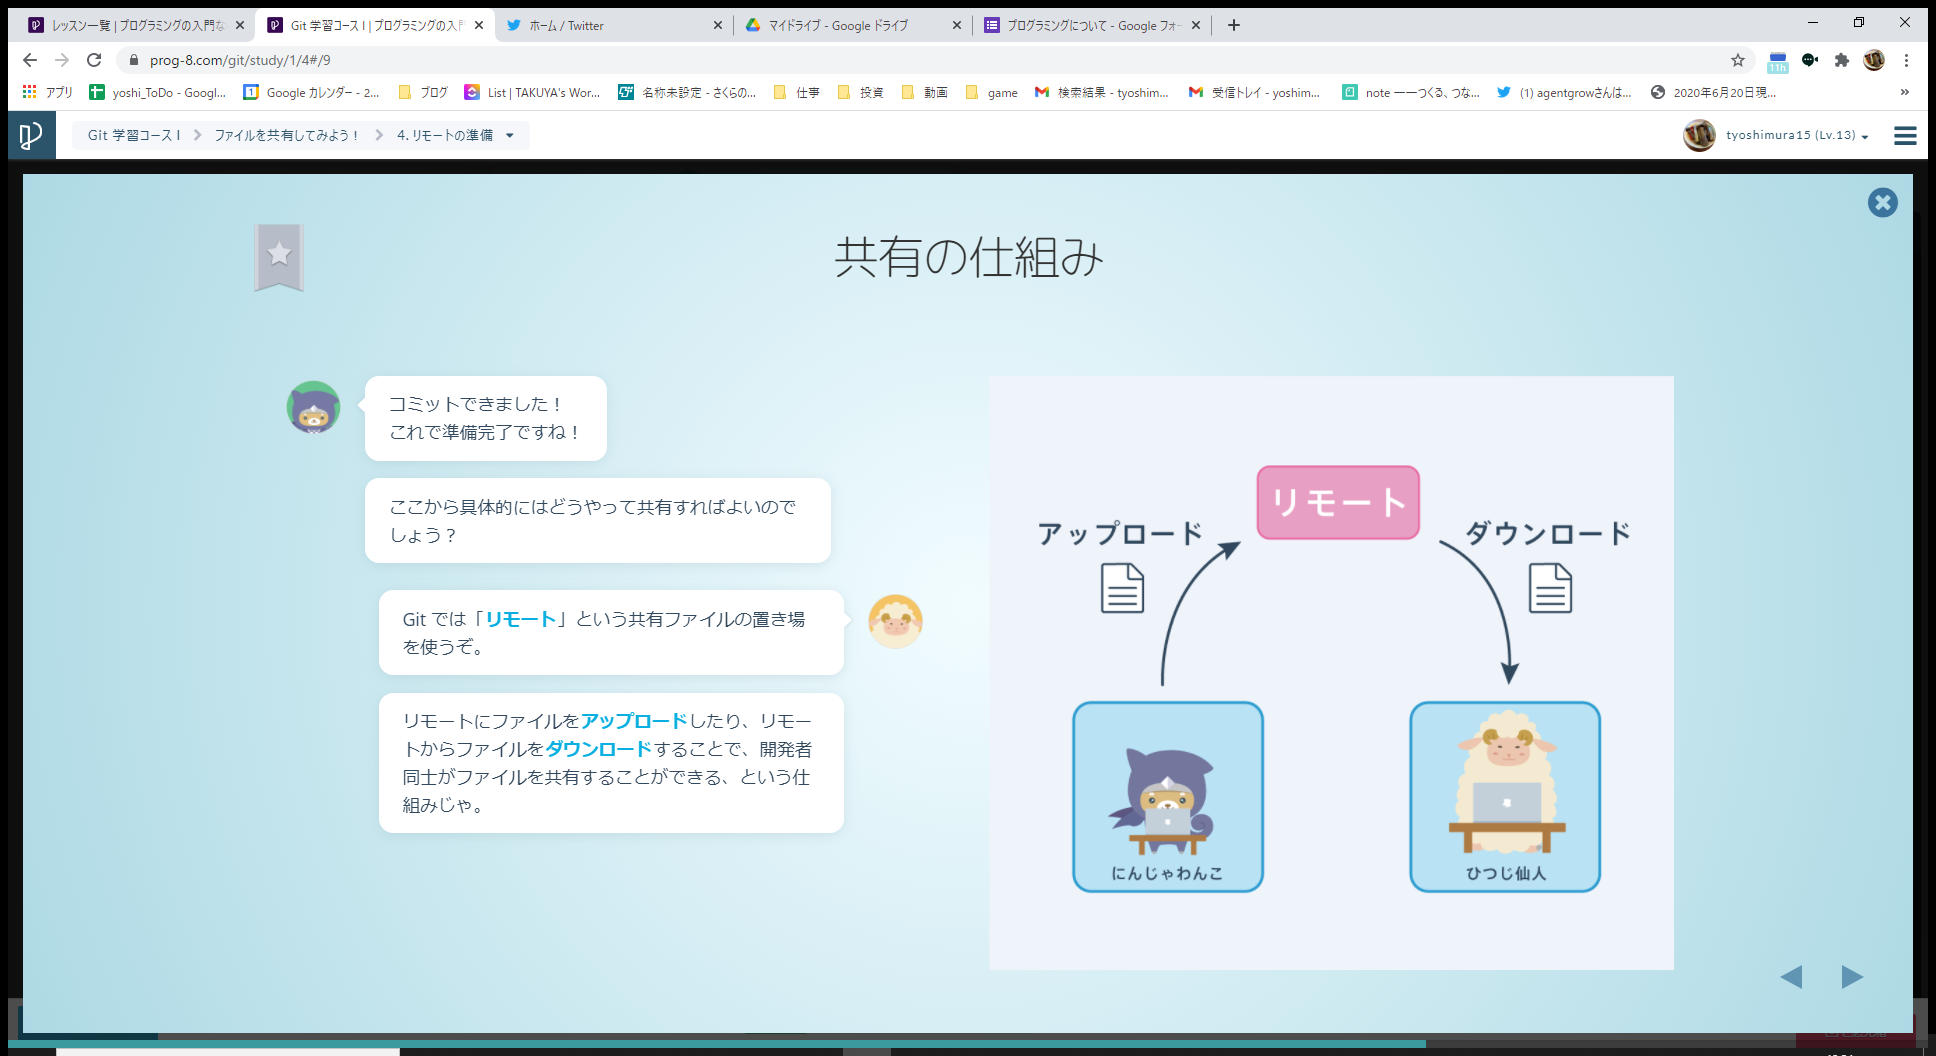 レッスン一覧 | プログラミングの入門な
Git 学習コース I | プログラミングの入門
ホーム / Twitter
マイドライブ - Google ドライブ
プログラミングについて - Google フォー
prog-8.com/git/study/1/4#/9
11h
アプリ
yoshi_ToDo - Googl...
Google カレンダー - 2...
ブログ
List | TAKUYA's Wor...
名称未設定 - さくらの...
仕事
投資
動画
game
検索結果 - tyoshim...
受信トレイ - yoshim...
note ーーつくる、つな...
(1) agentgrowさんは...
2020年6月20日現...
»
Git 学習コース I
ファイルを共有してみよう！
4. リモートの準備
tyoshimura15 (Lv.13)
共有の仕組み
コミットできました！
これで準備完了ですね！
ここから具体的にはどうやって共有すればよいので
しょう？
Git では「リモート」という共有ファイルの置き場
を使うぞ。
リモートにファイルをアップロードしたり、リモー
トからファイルをダウンロードすることで、開発者
同士がファイルを共有することができる、という仕
組みじゃ。
リモート
アップロード
ダウンロード
にんじゃわんこ
ひつじ仙人